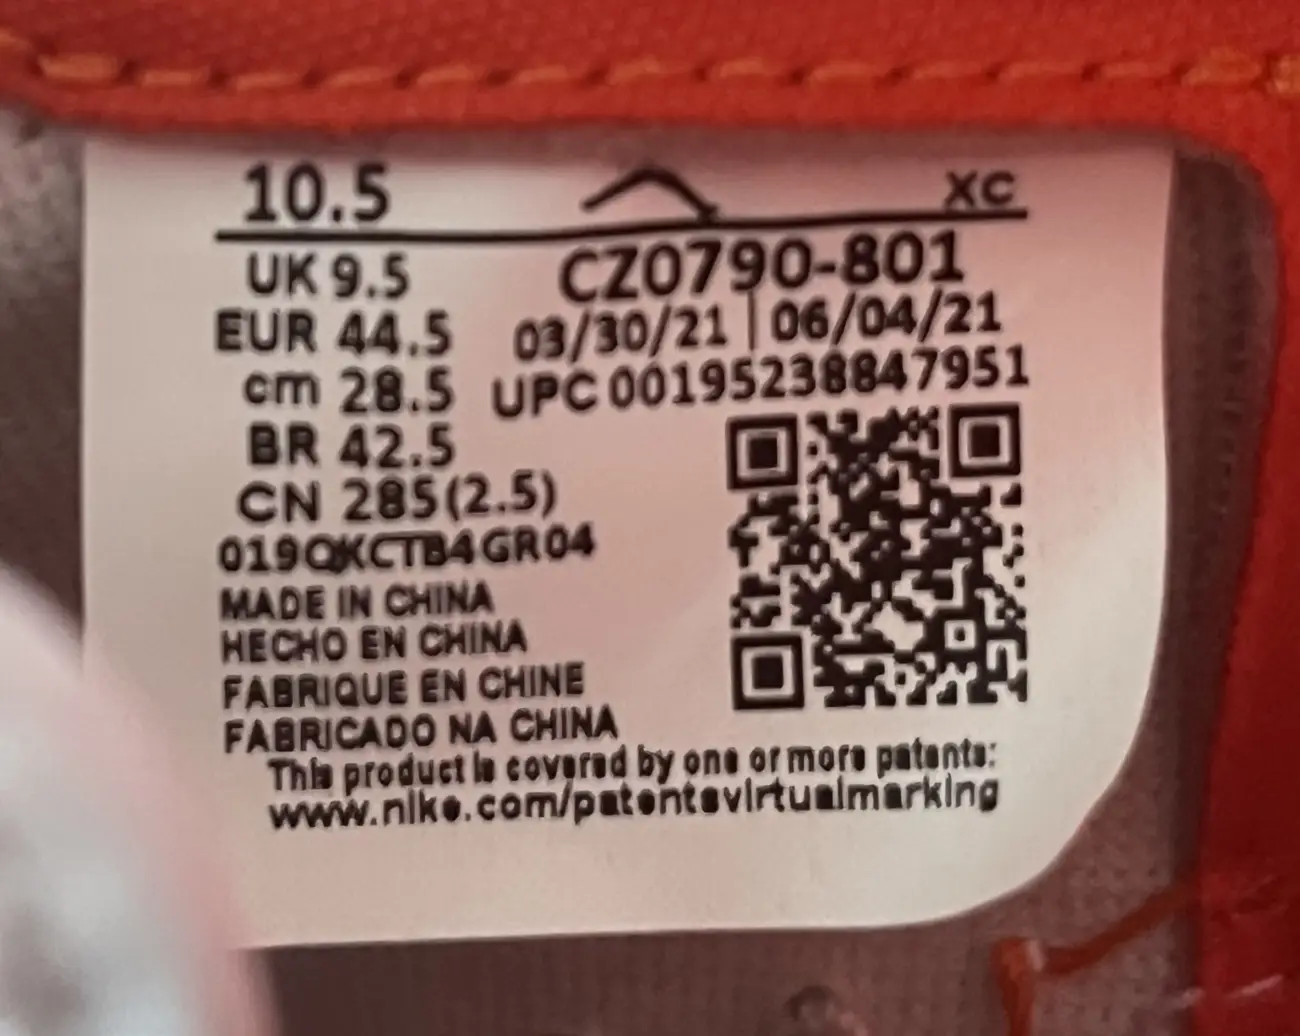 10.5 XC
UK 9.5 CZ0790-801
EUR 44.5 03/30/21 | 06/04/21
cm 28.5 UPC 00195238847951
BR 42.5
CN 285(2.5)
019QKCTB4GR04
MADE IN CHINA
HECHO EN CHINA
FABRIQUE EN CHINE
FABRICADO NA CHINA
This product is covered by one or more patents:
www.nike.com/patentsvirtualmarking